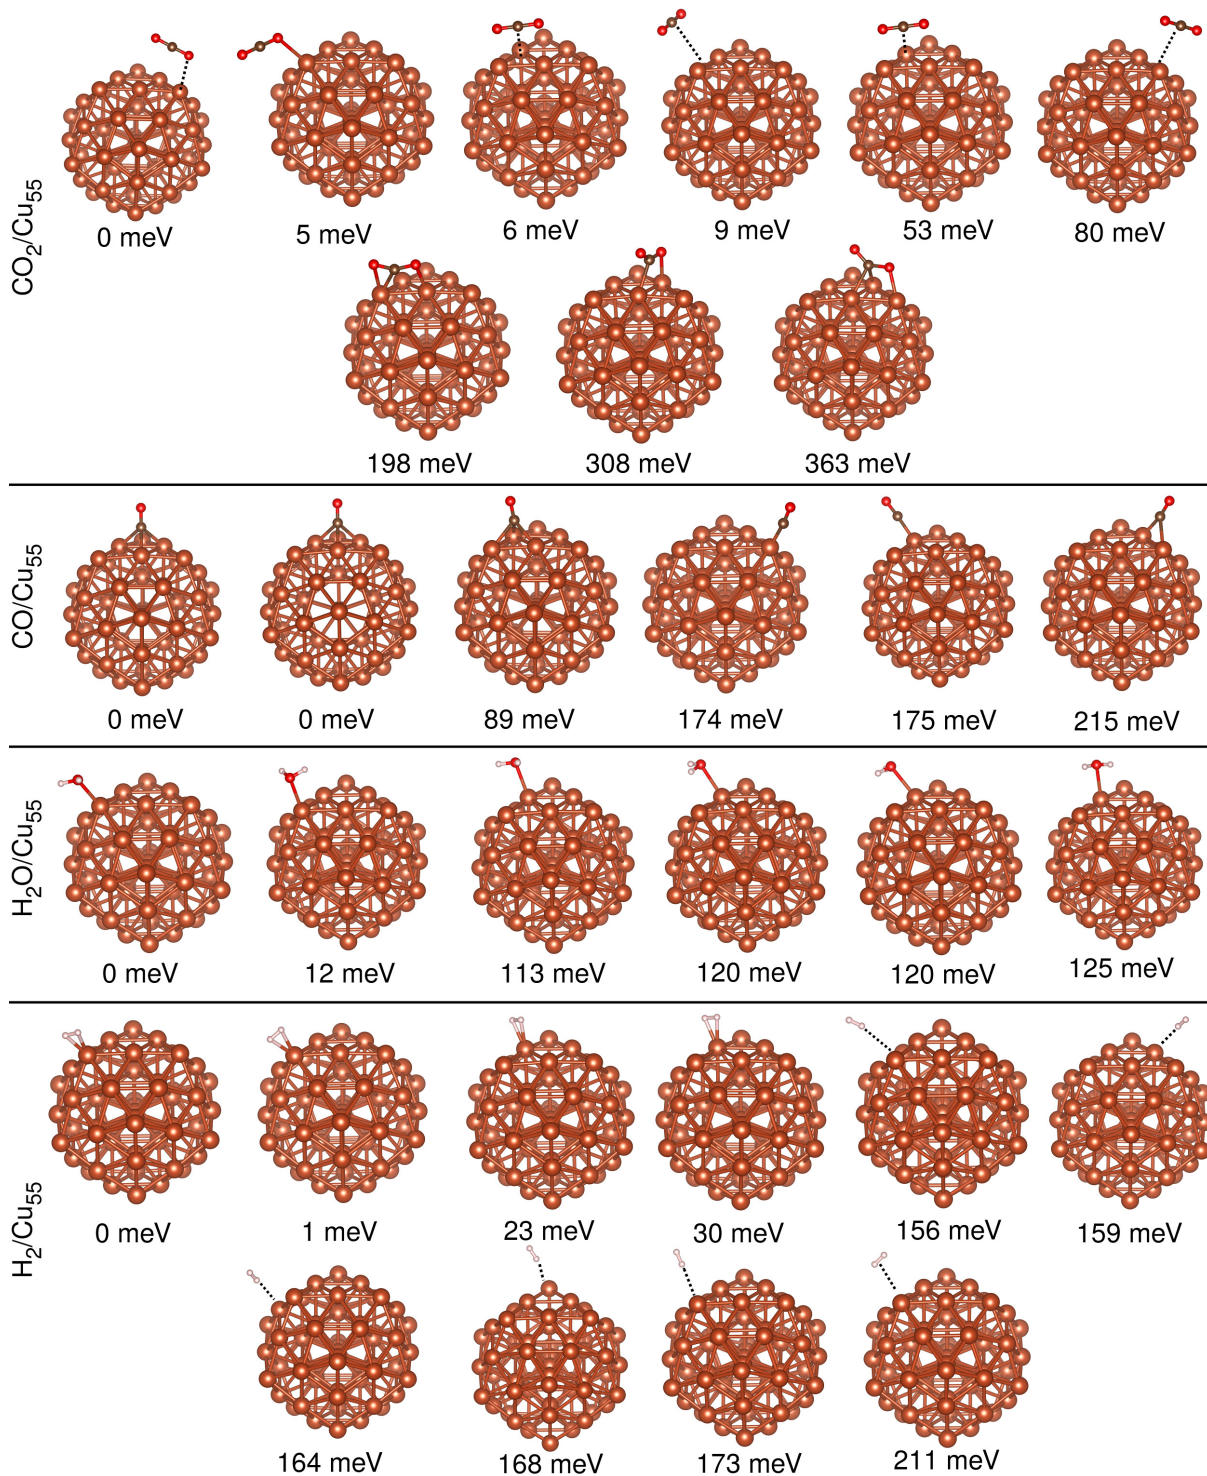 CO₂/Cu₅₅
0 meV
5 meV
6 meV
9 meV
53 meV
80 meV
198 meV
308 meV
363 meV
CO/Cu₅₅
0 meV
0 meV
89 meV
174 meV
175 meV
215 meV
H₂O/Cu₅₅
0 meV
12 meV
113 meV
120 meV
120 meV
125 meV
H₂/Cu₅₅
0 meV
1 meV
23 meV
30 meV
156 meV
159 meV
164 meV
168 meV
173 meV
211 meV